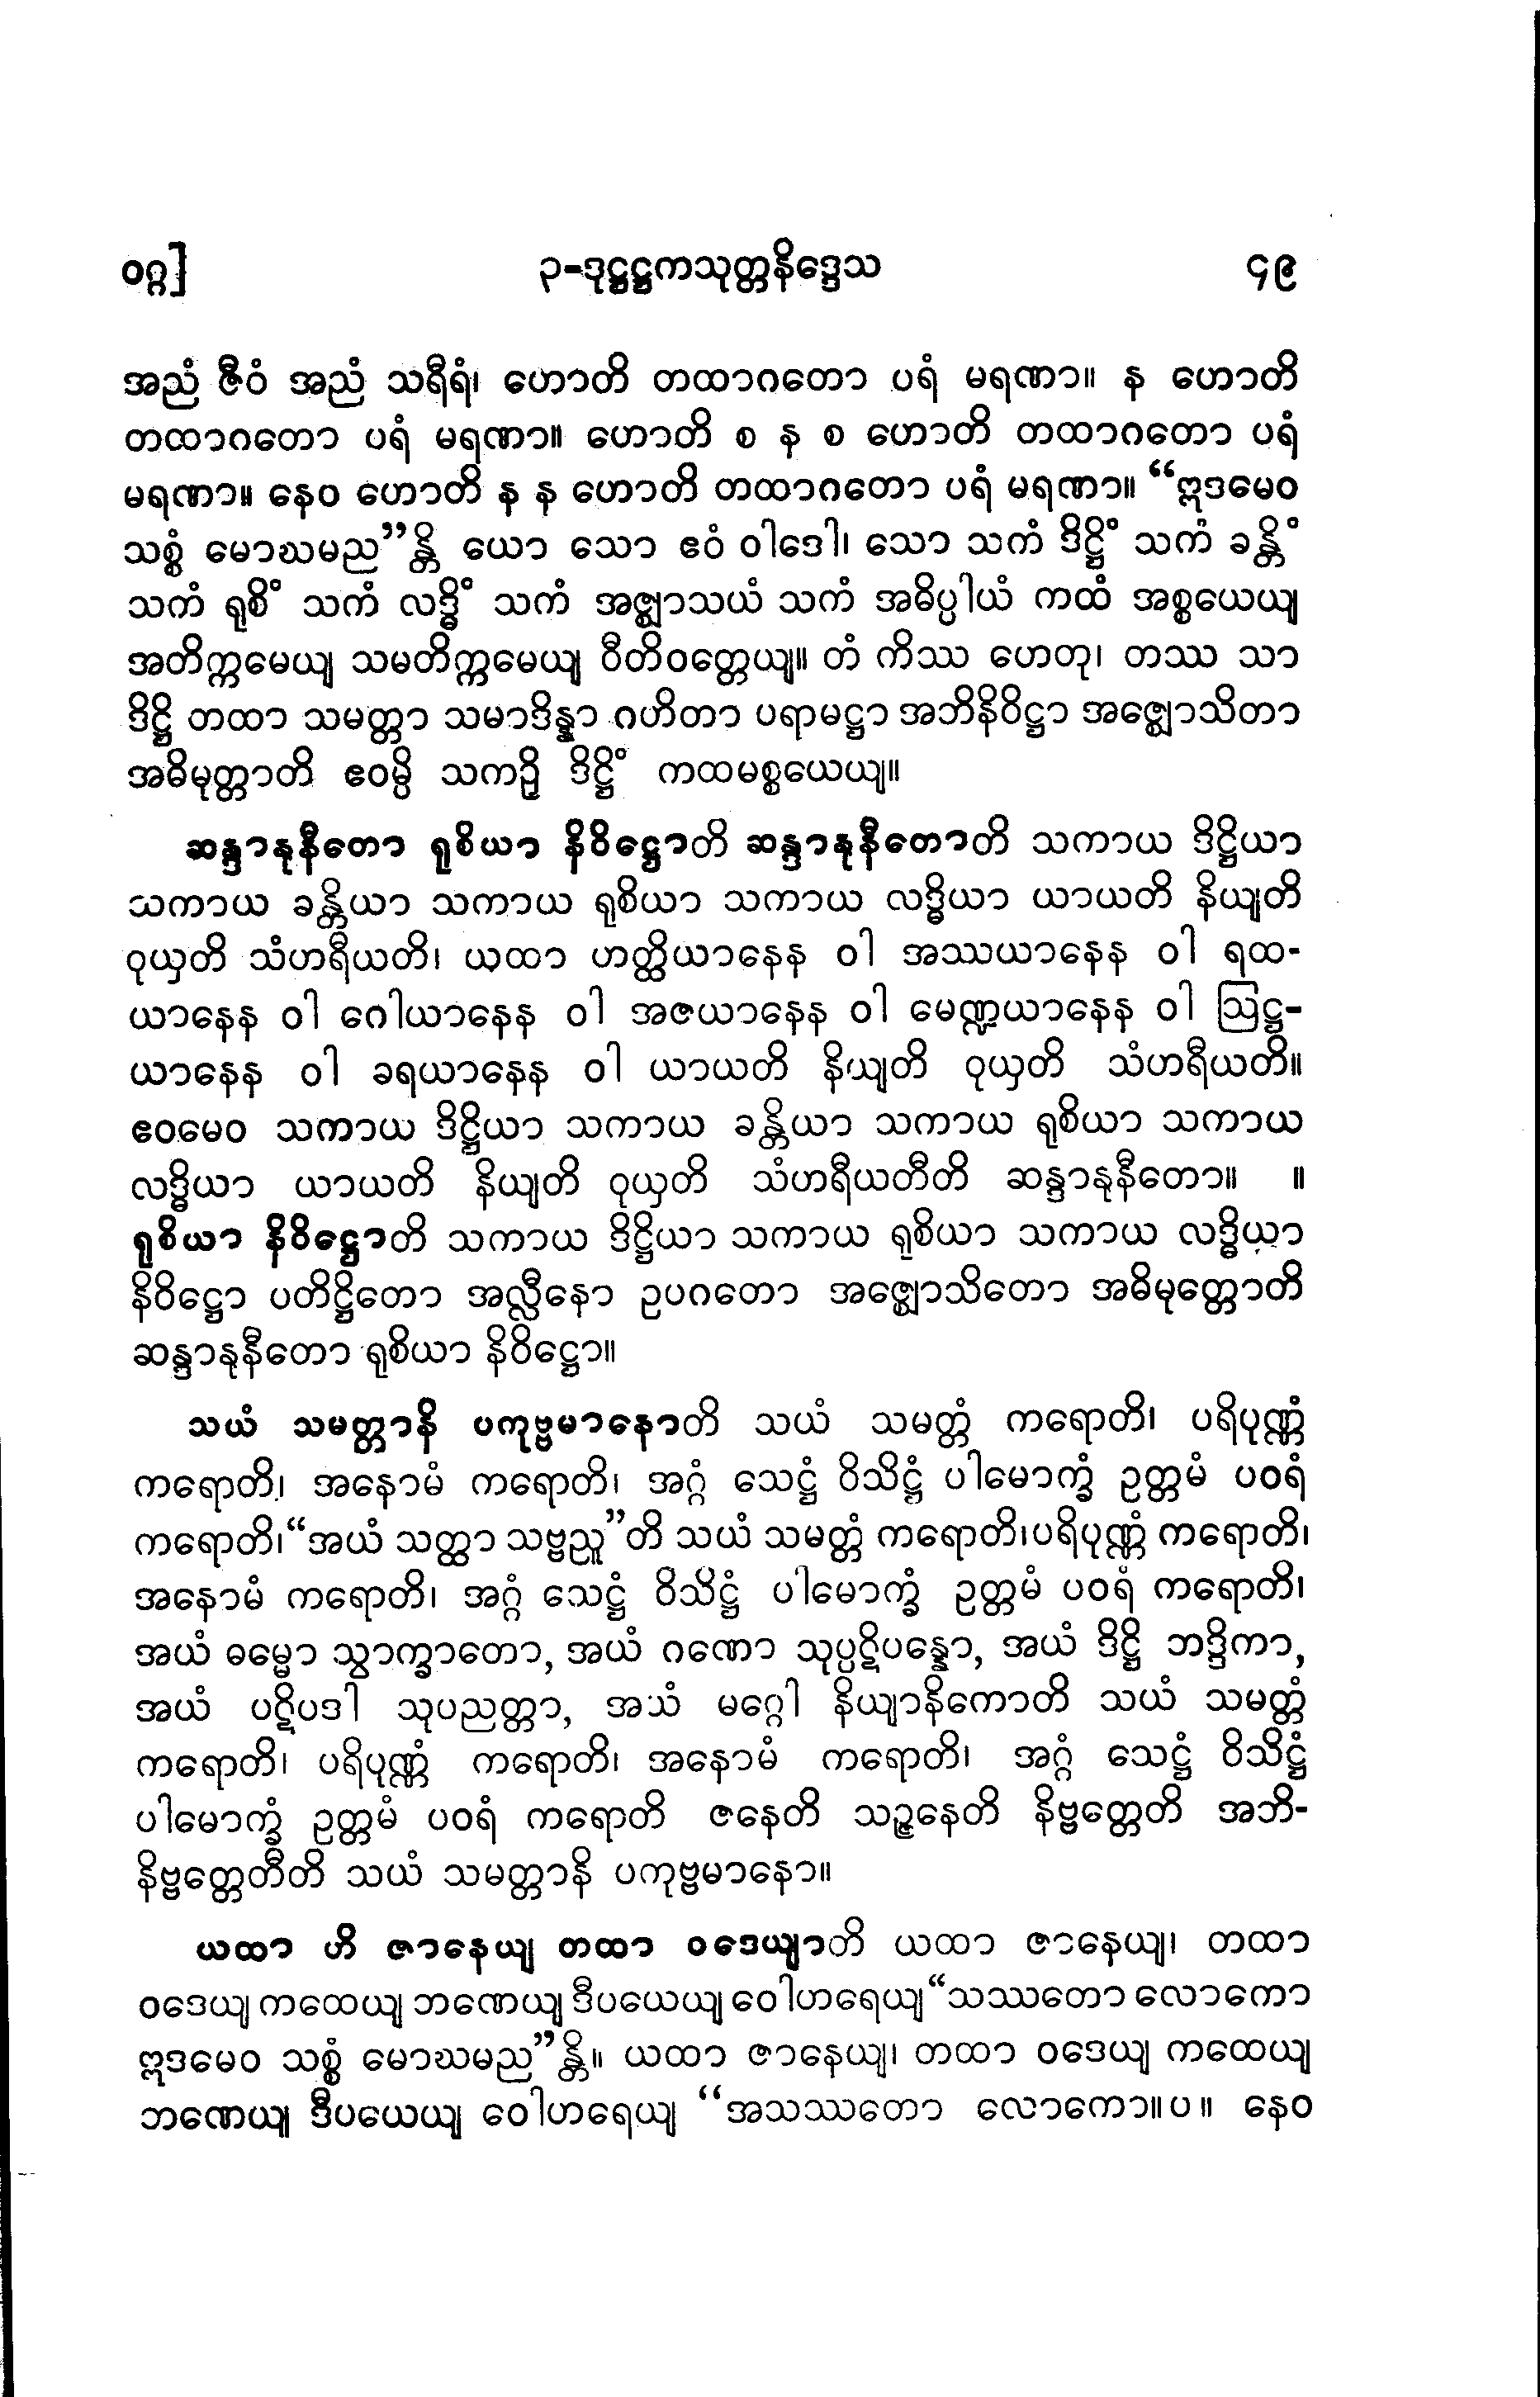 ဝဂ္ဂ] ၃-ဒုဋ္ဌဋ္ဌကသုတ္တနိဒ္ဒေသ ၄၉
အညံ ဇီဝံ အညံ သရီရံ၊ ဟောတိ တထာဂတော ပရံ မရဏာ။ န ဟောတိ
တထာဂတော ပရံ မရဏာ။ ဟောတိ စ န စ ဟောတိ တထာဂတော ပရံ
မရဏာ။ နေဝ ဟောတိ န န ဟောတိ တထာဂတော ပရံ မရဏာ။ “ဣဒမေဝ
သစ္စံ မောဃမည”န္တိ ယော သော ဧဝံ ဝါဒေါ၊ သော သကံ ဒိဋ္ဌိံ သကံ ခန္တိံ
သကံ ရုစိံ သကံ လဒ္ဓိံ သကံ အဇ္ဈာသယံ သကံ အဓိပ္ပါယံ ကထံ အစ္စယေယျ
အတိက္ကမေယျ သမတိက္ကမေယျ ဝီတိဝတ္တေယျ။ တံ ကိဿ ဟေတု၊ တဿ သာ
ဒိဋ္ဌိ တထာ သမတ္တာ သမာဒိန္နာ ဂဟိတာ ပရာမဋ္ဌာ အဘိနိဝိဋ္ဌာ အဇ္ဈောသိတာ
အဓိမုတ္တာတိ ဧဝမ္ပိ သကဉှိ ဒိဋ္ဌိံ ကထမစ္စယေယျ။
ဆန္ဒာနုနီတော ရုစိယာ နိဝိဋ္ဌောတိ ဆန္ဒာနုနီတောတိ သကာယ ဒိဋ္ဌိယာ
သကာယ ခန္တိယာ သကာယ ရုစိယာ သကာယ လဒ္ဓိယာ ယာယတိ နိယျတိ
ဝုယှတိ သံဟရီယတိ၊ ယထာ ဟတ္ထိယာနေန ဝါ အဿယာနေန ဝါ ရထ-
ယာနေန ဝါ ဂေါယာနေန ဝါ အဇယာနေန ဝါ မေဏ္ဍယာနေန ဝါ ဩဋ္ဌ-
ယာနေန ဝါ ခရယာနေန ဝါ ယာယတိ နိယျတိ ဝုယှတိ သံဟရီယတိ။
ဧဝမေဝ သကာယ ဒိဋ္ဌိယာ သကာယ ခန္တိယာ သကာယ ရုစိယာ သကာယ
လဒ္ဓိယာ ယာယတိ နိယျတိ ဝုယှတိ သံဟရီယတီတိ ဆန္ဒာနုနီတော။ ။
ရုစိယာ နိဝိဋ္ဌောတိ သကာယ ဒိဋ္ဌိယာ သကာယ ရုစိယာ သကာယ လဒ္ဓိယာ
နိဝိဋ္ဌော ပတိဋ္ဌိတော အလ္လီနော ဥပဂတော အဇ္ဈောသိတော အဓိမုတ္တောတိ
ဆန္ဒာနုနီတော ရုစိယာ နိဝိဋ္ဌော။
သယံ သမတ္တာနိ ပကုဗ္ဗမာနောတိ သယံ သမတ္တံ ကရောတိ၊ ပရိပုဏ္ဏံ
ကရောတိ၊ အနောမံ ကရောတိ၊ အဂ္ဂံ သေဋ္ဌံ ဝိသိဋ္ဌံ ပါမောက္ခံ ဥတ္တမံ ပဝရံ
ကရောတိ၊“အယံ သတ္ထာ သဗ္ဗညူ”တိ သယံ သမတ္တံ ကရောတိ၊ပရိပုဏ္ဏံ ကရောတိ၊
အနောမံ ကရောတိ၊ အဂ္ဂံ သေဋ္ဌံ ဝိသိဋ္ဌံ ပါမောက္ခံ ဥတ္တမံ ပဝရံ ကရောတိ၊
အယံ ဓမ္မော သွာက္ခာတော, အယံ ဂဏော သုပ္ပဋိပန္နော, အယံ ဒိဋ္ဌိ ဘဒ္ဒိကာ,
အယံ ပဋိပဒါ သုပညတ္တာ, အယံ မဂ္ဂေါ နိယျာနိကောတိ သယံ သမတ္တံ
ကရောတိ၊ ပရိပုဏ္ဏံ ကရောတိ၊ အနောမံ ကရောတိ၊ အဂ္ဂံ သေဋ္ဌံ ဝိသိဋ္ဌံ
ပါမောက္ခံ ဥတ္တမံ ပဝရံ ကရောတိ ဇနေတိ သဉ္ဇနေတိ နိဗ္ဗတ္တေတိ အဘိ-
နိဗ္ဗတ္တေတီတိ သယံ သမတ္တာနိ ပကုဗ္ဗမာနော။
ယထာ ဟိ ဇာနေယျ တထာ ဝဒေယျာတိ ယထာ ဇာနေယျ၊ တထာ
ဝဒေယျ ကထေယျ ဘဏေယျ ဒီပယေယျ ဝေါဟရေယျ “သဿတော လောကော
ဣဒမေဝ သစ္စံ မောဃမည”န္တိ။ ယထာ ဇာနေယျ၊ တထာ ဝဒေယျ ကထေယျ
ဘဏေယျ ဒီပယေယျ ဝေါဟရေယျ “အသဿတော လောကော။ပ။ နေဝ